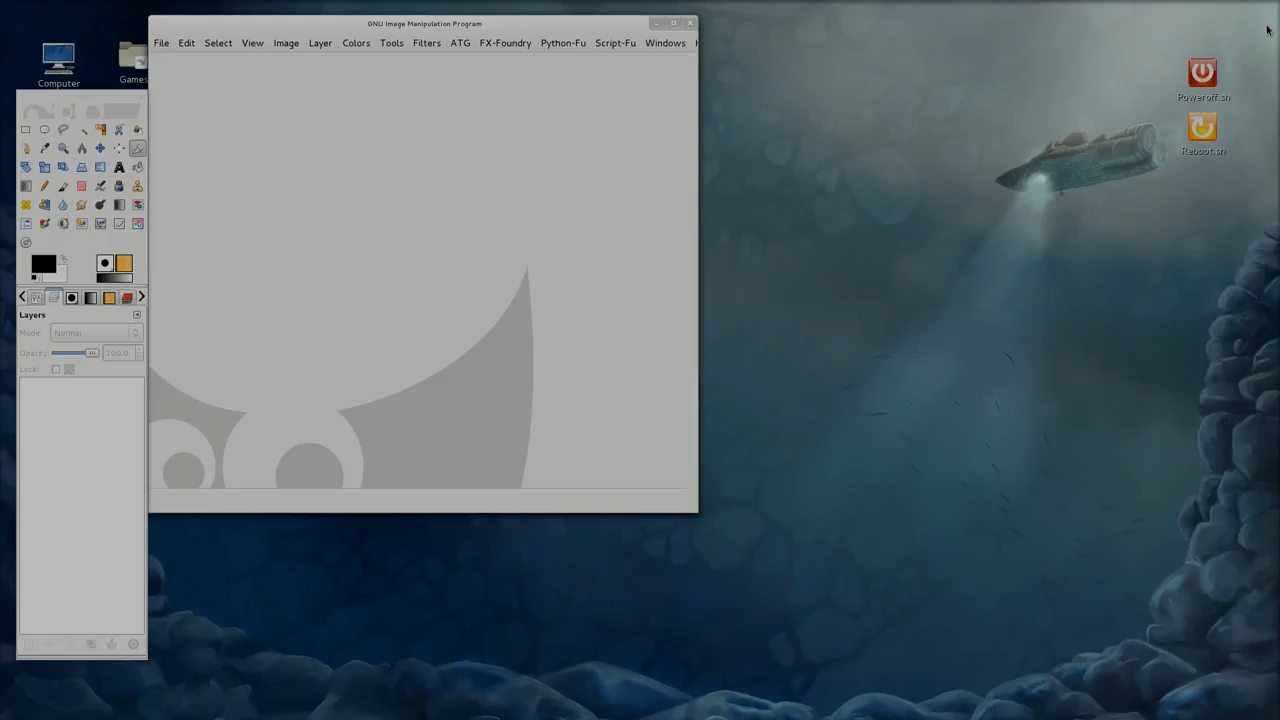 GNU Image Manipulation Program
File Edit Select View Image Layer Colors Tools Filters ATG FX-Foundry Python-Fu Script-Fu Windows
Computer
Games
Poweroff.sh
Reboot.sh
Layers
Mode: Normal
Opacity: 100.0
Lock: